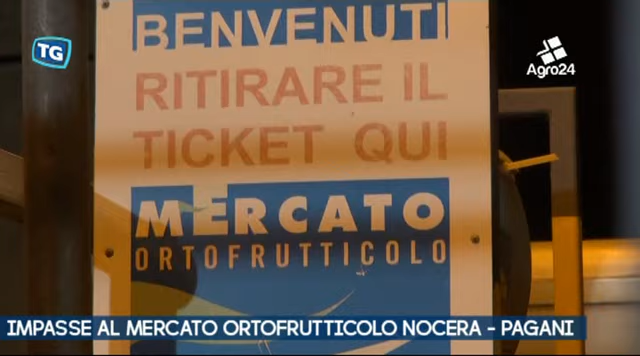 BENVENUTI
TG
Agro24
RITIRARE IL
TICKET QUI
MERCATO
ORTOFRUTTICOLO
IMPASSE AL MERCATO ORTOFRUTTICOLO NOCERA - PAGANI